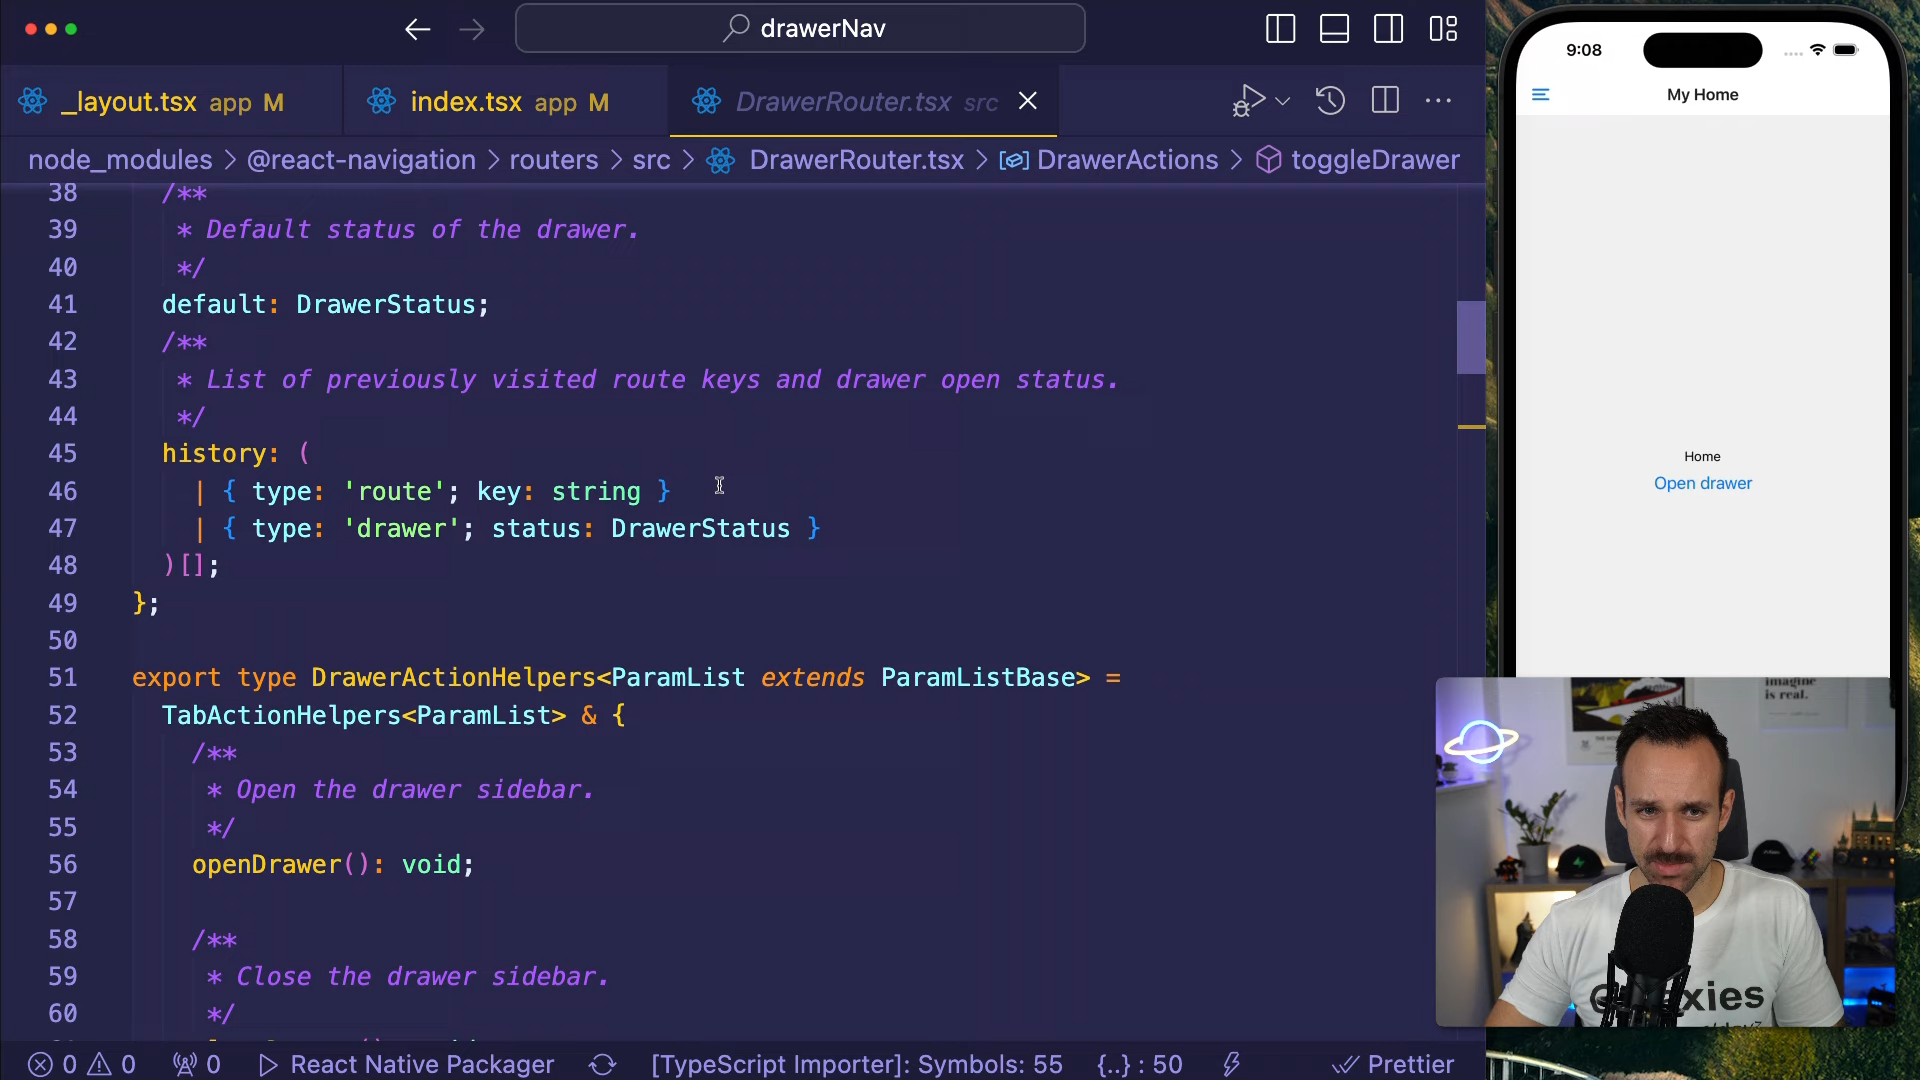 drawerNav
_layout.tsx app M
index.tsx app M
DrawerRouter.tsx src
node_modules > @react-navigation > routers > src > DrawerRouter.tsx > DrawerActions > toggleDrawer
38 /**
39 * Default status of the drawer.
40 */
41 default: DrawerStatus;
42 /**
43 * List of previously visited route keys and drawer open status.
44 */
45 history: (
46 | { type: 'route'; key: string }
47 | { type: 'drawer'; status: DrawerStatus }
48 )[];
49 };
50
51 export type DrawerActionHelpers<ParamList extends ParamListBase> =
52 TabActionHelpers<ParamList> & {
53 /**
54 * Open the drawer sidebar.
55 */
56 openDrawer(): void;
57
58 /**
59 * Close the drawer sidebar.
60 */
0 0 0 React Native Packager [TypeScript Importer]: Symbols: 55 {..} : 50 Prettier
9:08
My Home
Home
Open drawer
imagine
is real.